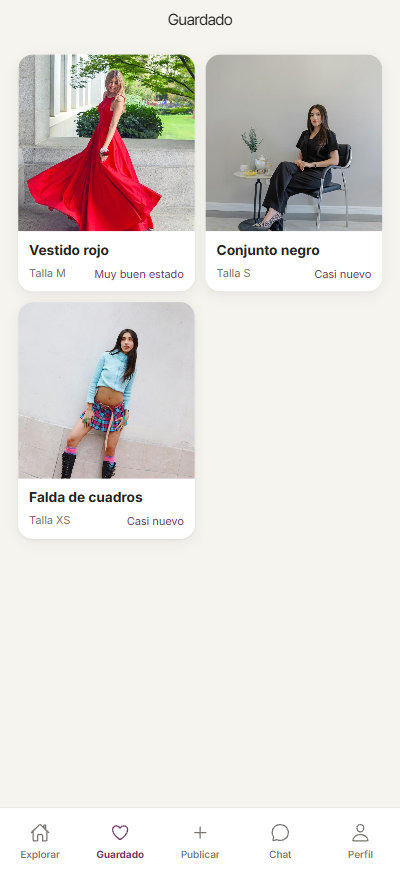 Guardado
Vestido rojo
Talla M
Muy buen estado
Conjunto negro
Talla S
Casi nuevo
Falda de cuadros
Talla XS
Casi nuevo
Explorar
Guardado
Publicar
Chat
Perfil